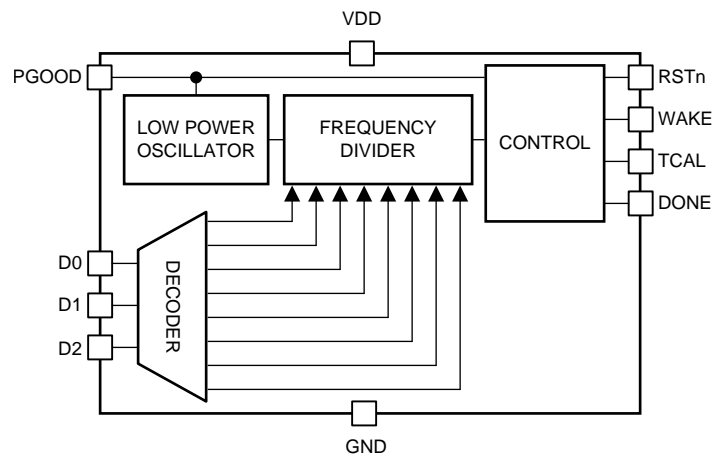 VDD
PGOOD
RSTn
LOW POWER
OSCILLATOR
FREQUENCY
DIVIDER
CONTROL
WAKE
TCAL
DONE
D0
D1
D2
DECODER
GND